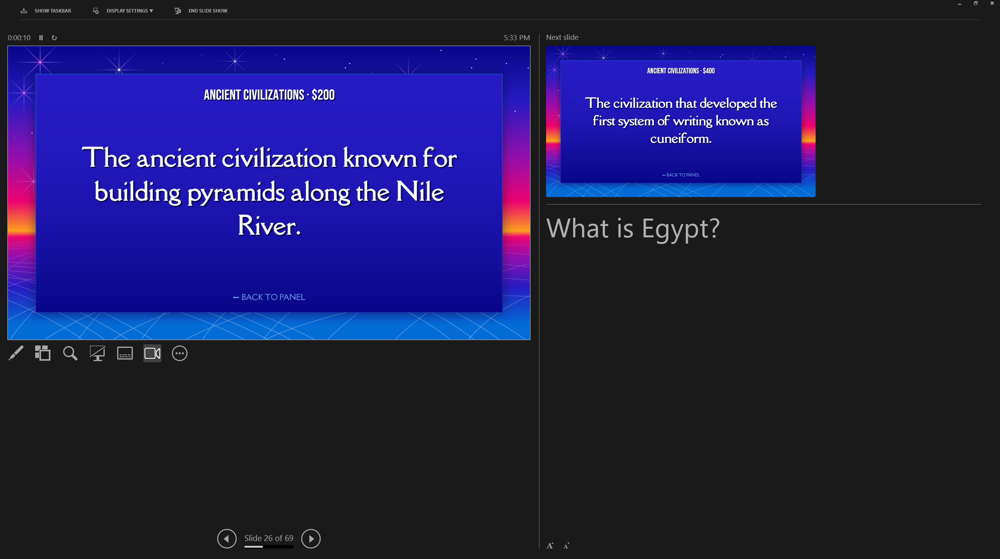 SHOW TASKBAR
DISPLAY SETTINGS ▼
END SLIDE SHOW
0:00:10
5:33 PM
ANCIENT CIVILIZATIONS · $200
The ancient civilization known for
building pyramids along the Nile
River.
← BACK TO PANEL
Slide 26 of 69
Next slide
ANCIENT CIVILIZATIONS · $400
The civilization that developed the
first system of writing known as
cuneiform.
← BACK TO PANEL
What is Egypt?
A A